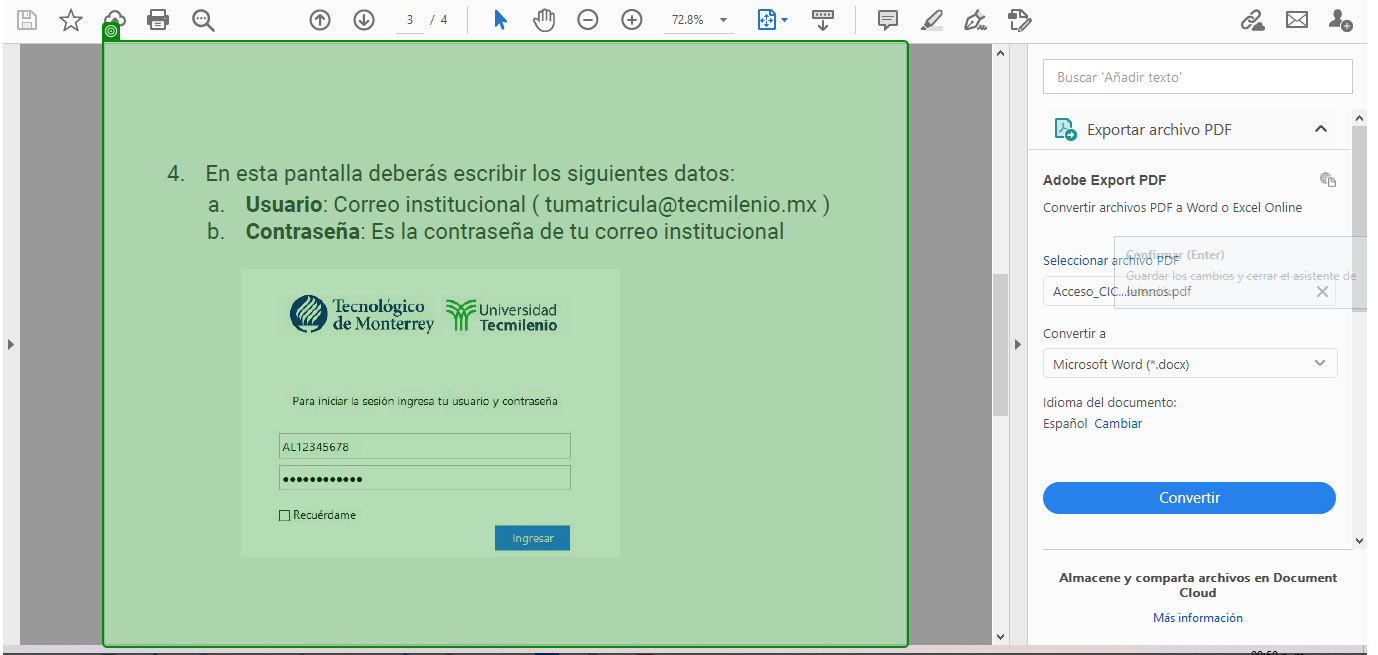 3 / 4
72.8%
4. En esta pantalla deberás escribir los siguientes datos:
a. Usuario: Correo institucional ( tumatricula@tecmilenio.mx )
b. Contraseña: Es la contraseña de tu correo institucional
Tecnológico
de Monterrey
Universidad
Tecmilenio
Para iniciar la sesión ingresa tu usuario y contraseña
AL12345678
••••••••••••
Recuérdame
Ingresar
Buscar 'Añadir texto'
Exportar archivo PDF
Adobe Export PDF
Convertir archivos PDF a Word o Excel Online
Seleccionar archivo PDF
Confirmar (Enter)
Guardar los cambios y cerrar el asistente de
Acceso_CIC...lumnos.pdf
Convertir a
Microsoft Word (*.docx)
Idioma del documento:
Español Cambiar
Convertir
Almacene y comparta archivos en Document
Cloud
Más información